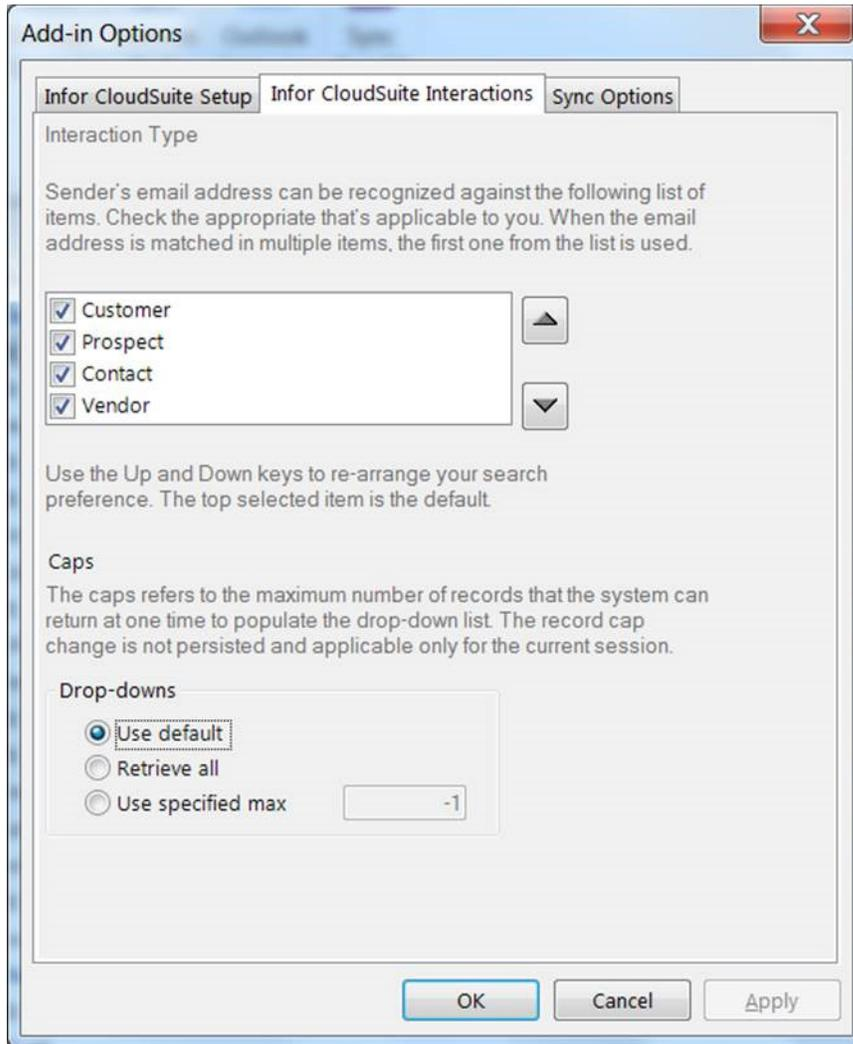 Add-in Options
Infor CloudSuite Setup Infor CloudSuite Interactions Sync Options
Interaction Type
Sender's email address can be recognized against the following list of
items. Check the appropriate that's applicable to you. When the email
address is matched in multiple items, the first one from the list is used.
Customer
Prospect
Contact
Vendor
Use the Up and Down keys to re-arrange your search
preference. The top selected item is the default.
Caps
The caps refers to the maximum number of records that the system can
return at one time to populate the drop-down list. The record cap
change is not persisted and applicable only for the current session.
Drop-downs
Use default
Retrieve all
Use specified max -1
OK Cancel Apply